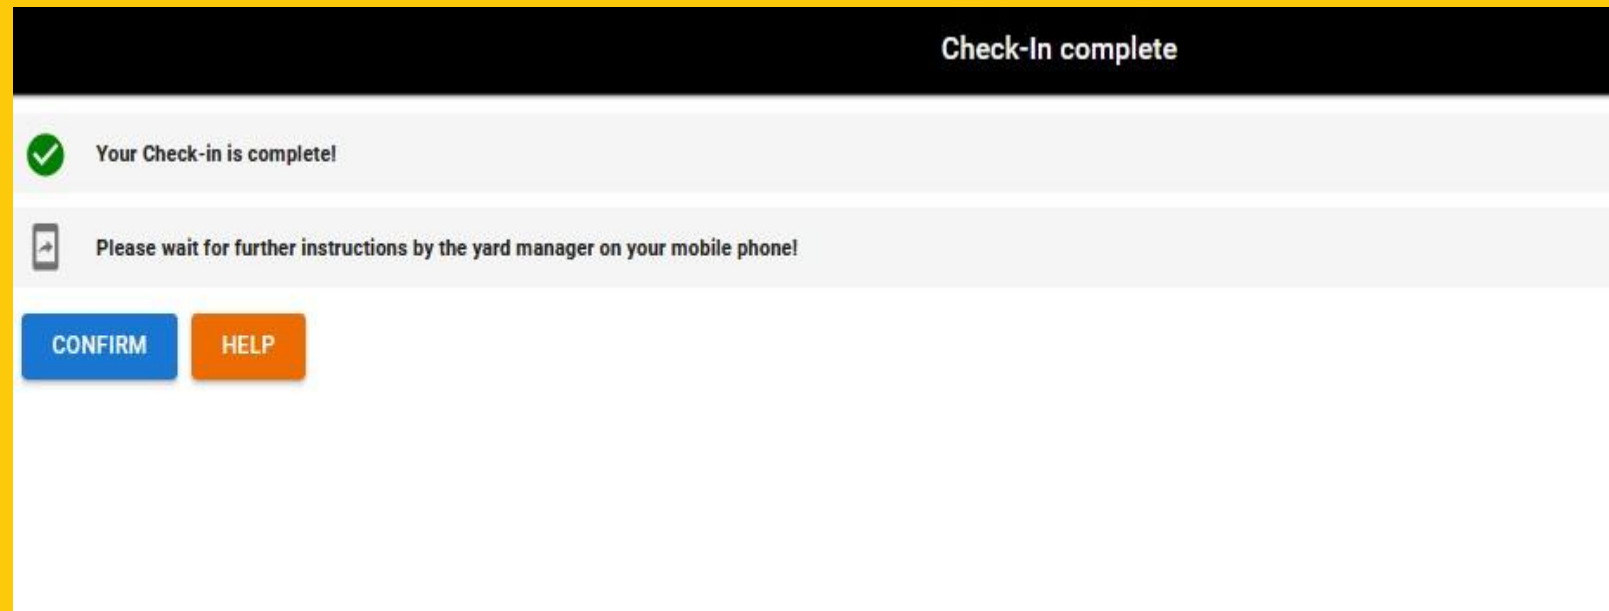 Check-In complete
Your Check-in is complete!
Please wait for further instructions by the yard manager on your mobile phone!
CONFIRM
HELP